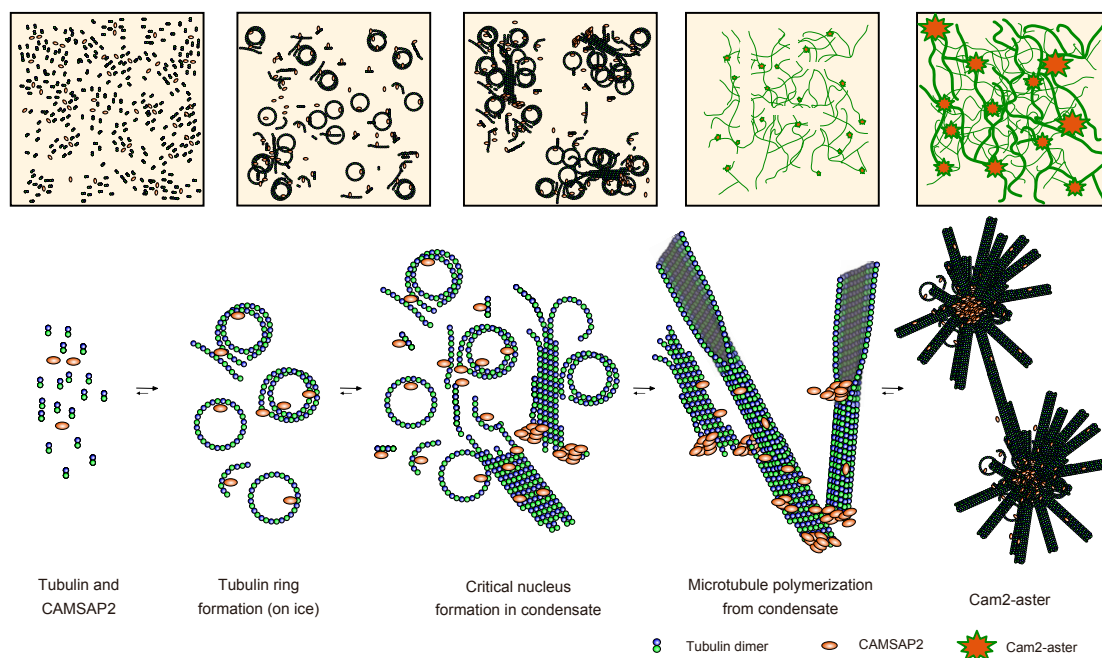 Tubulin and
CAMSAP2
Tubulin ring
formation (on ice)
Critical nucleus
formation in condensate
Microtubule polymerization
from condensate
Cam2-aster
Tubulin dimer
CAMSAP2
Cam2-aster